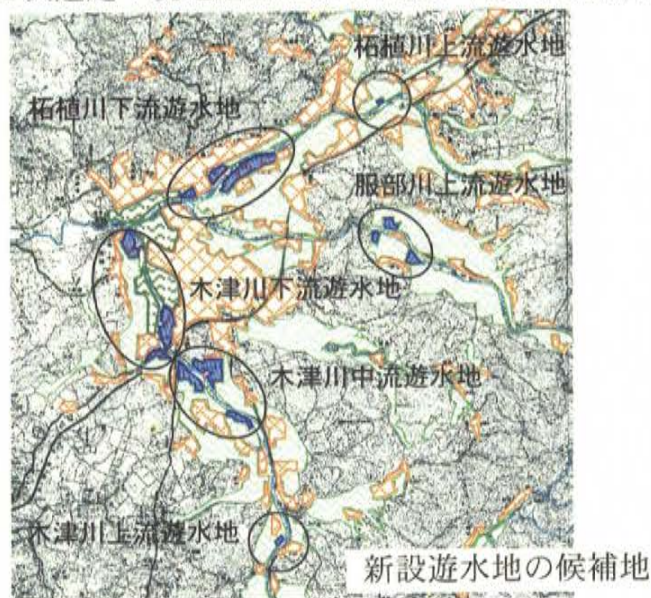 柘植川上流遊水地
柘植川下流遊水地
服部川上流遊水地
木津川下流遊水地
木津川中流遊水地
木津川上流遊水地
新設遊水地の候補地